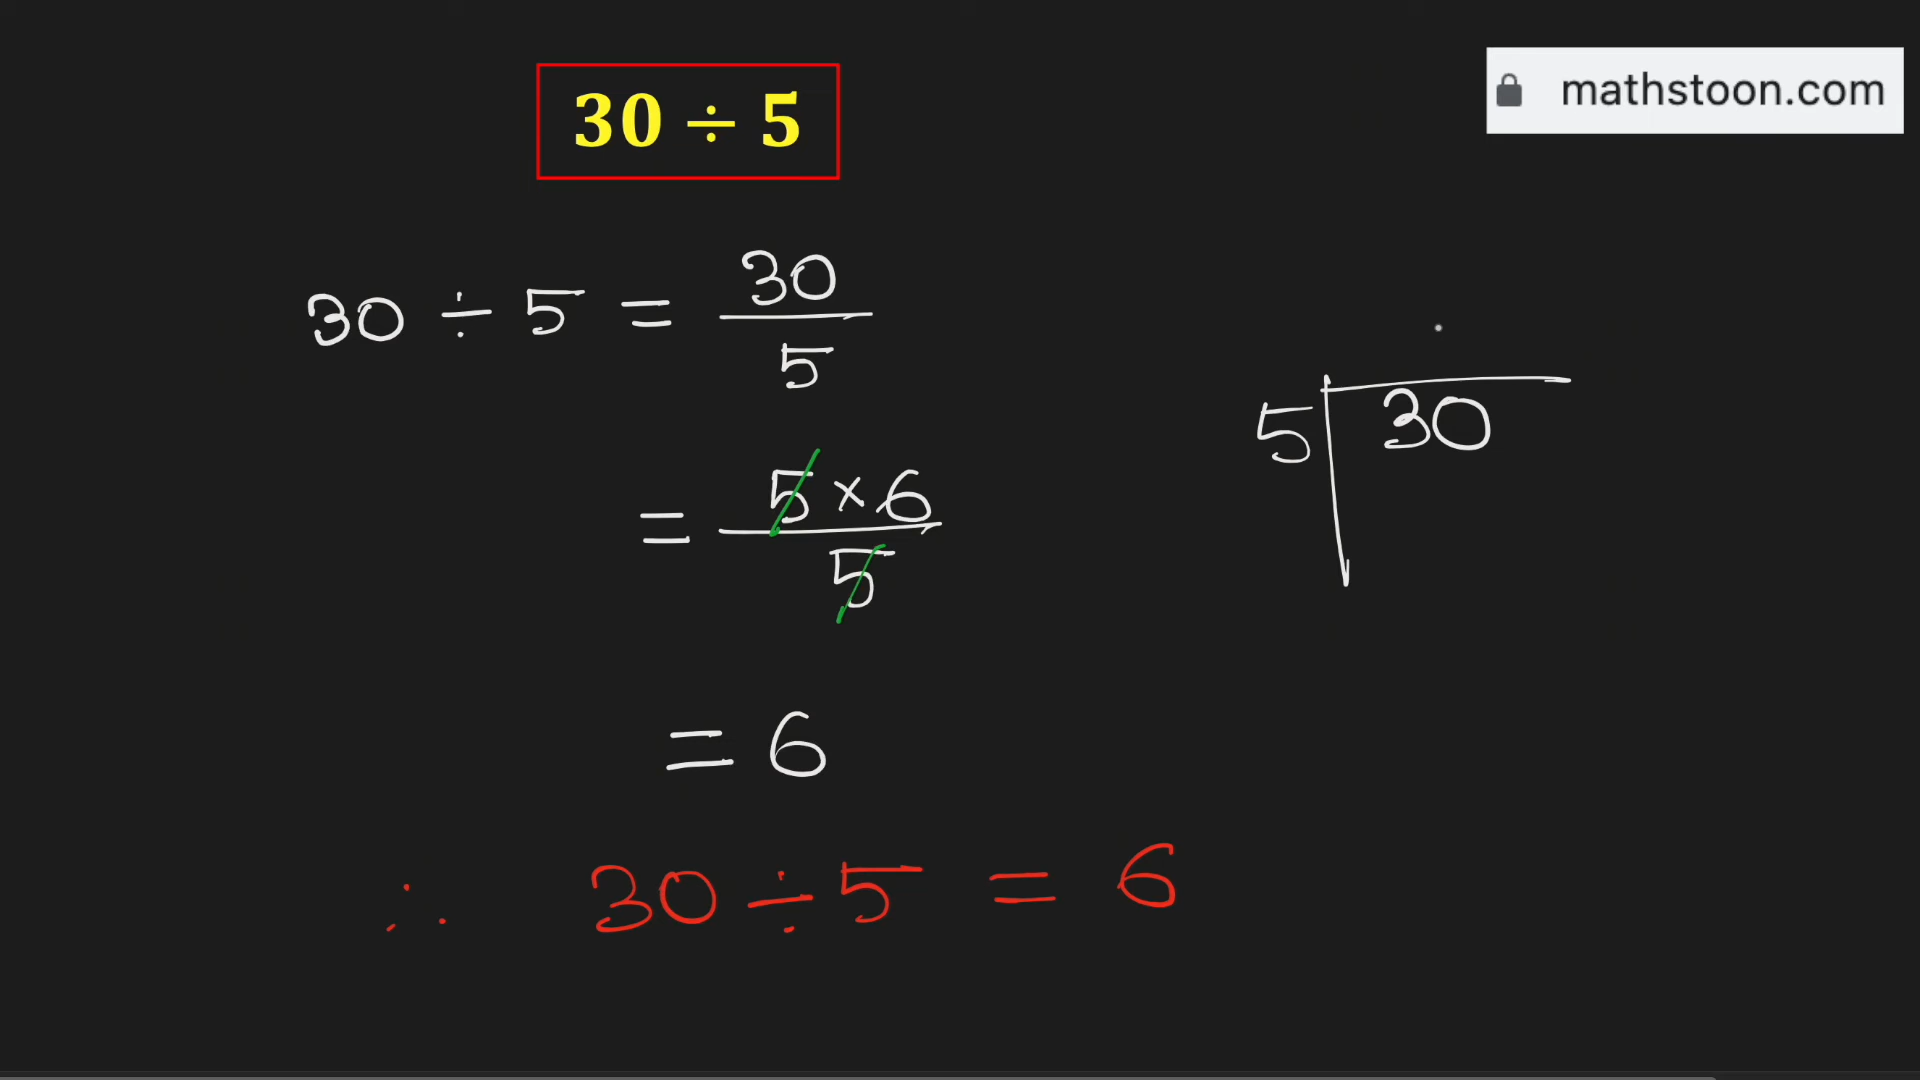 30 ÷ 5
mathstoon.com
30 ÷ 5 = 30/5
= 5 × 6/5
= 6
∴ 30 ÷ 5 = 6
5 30